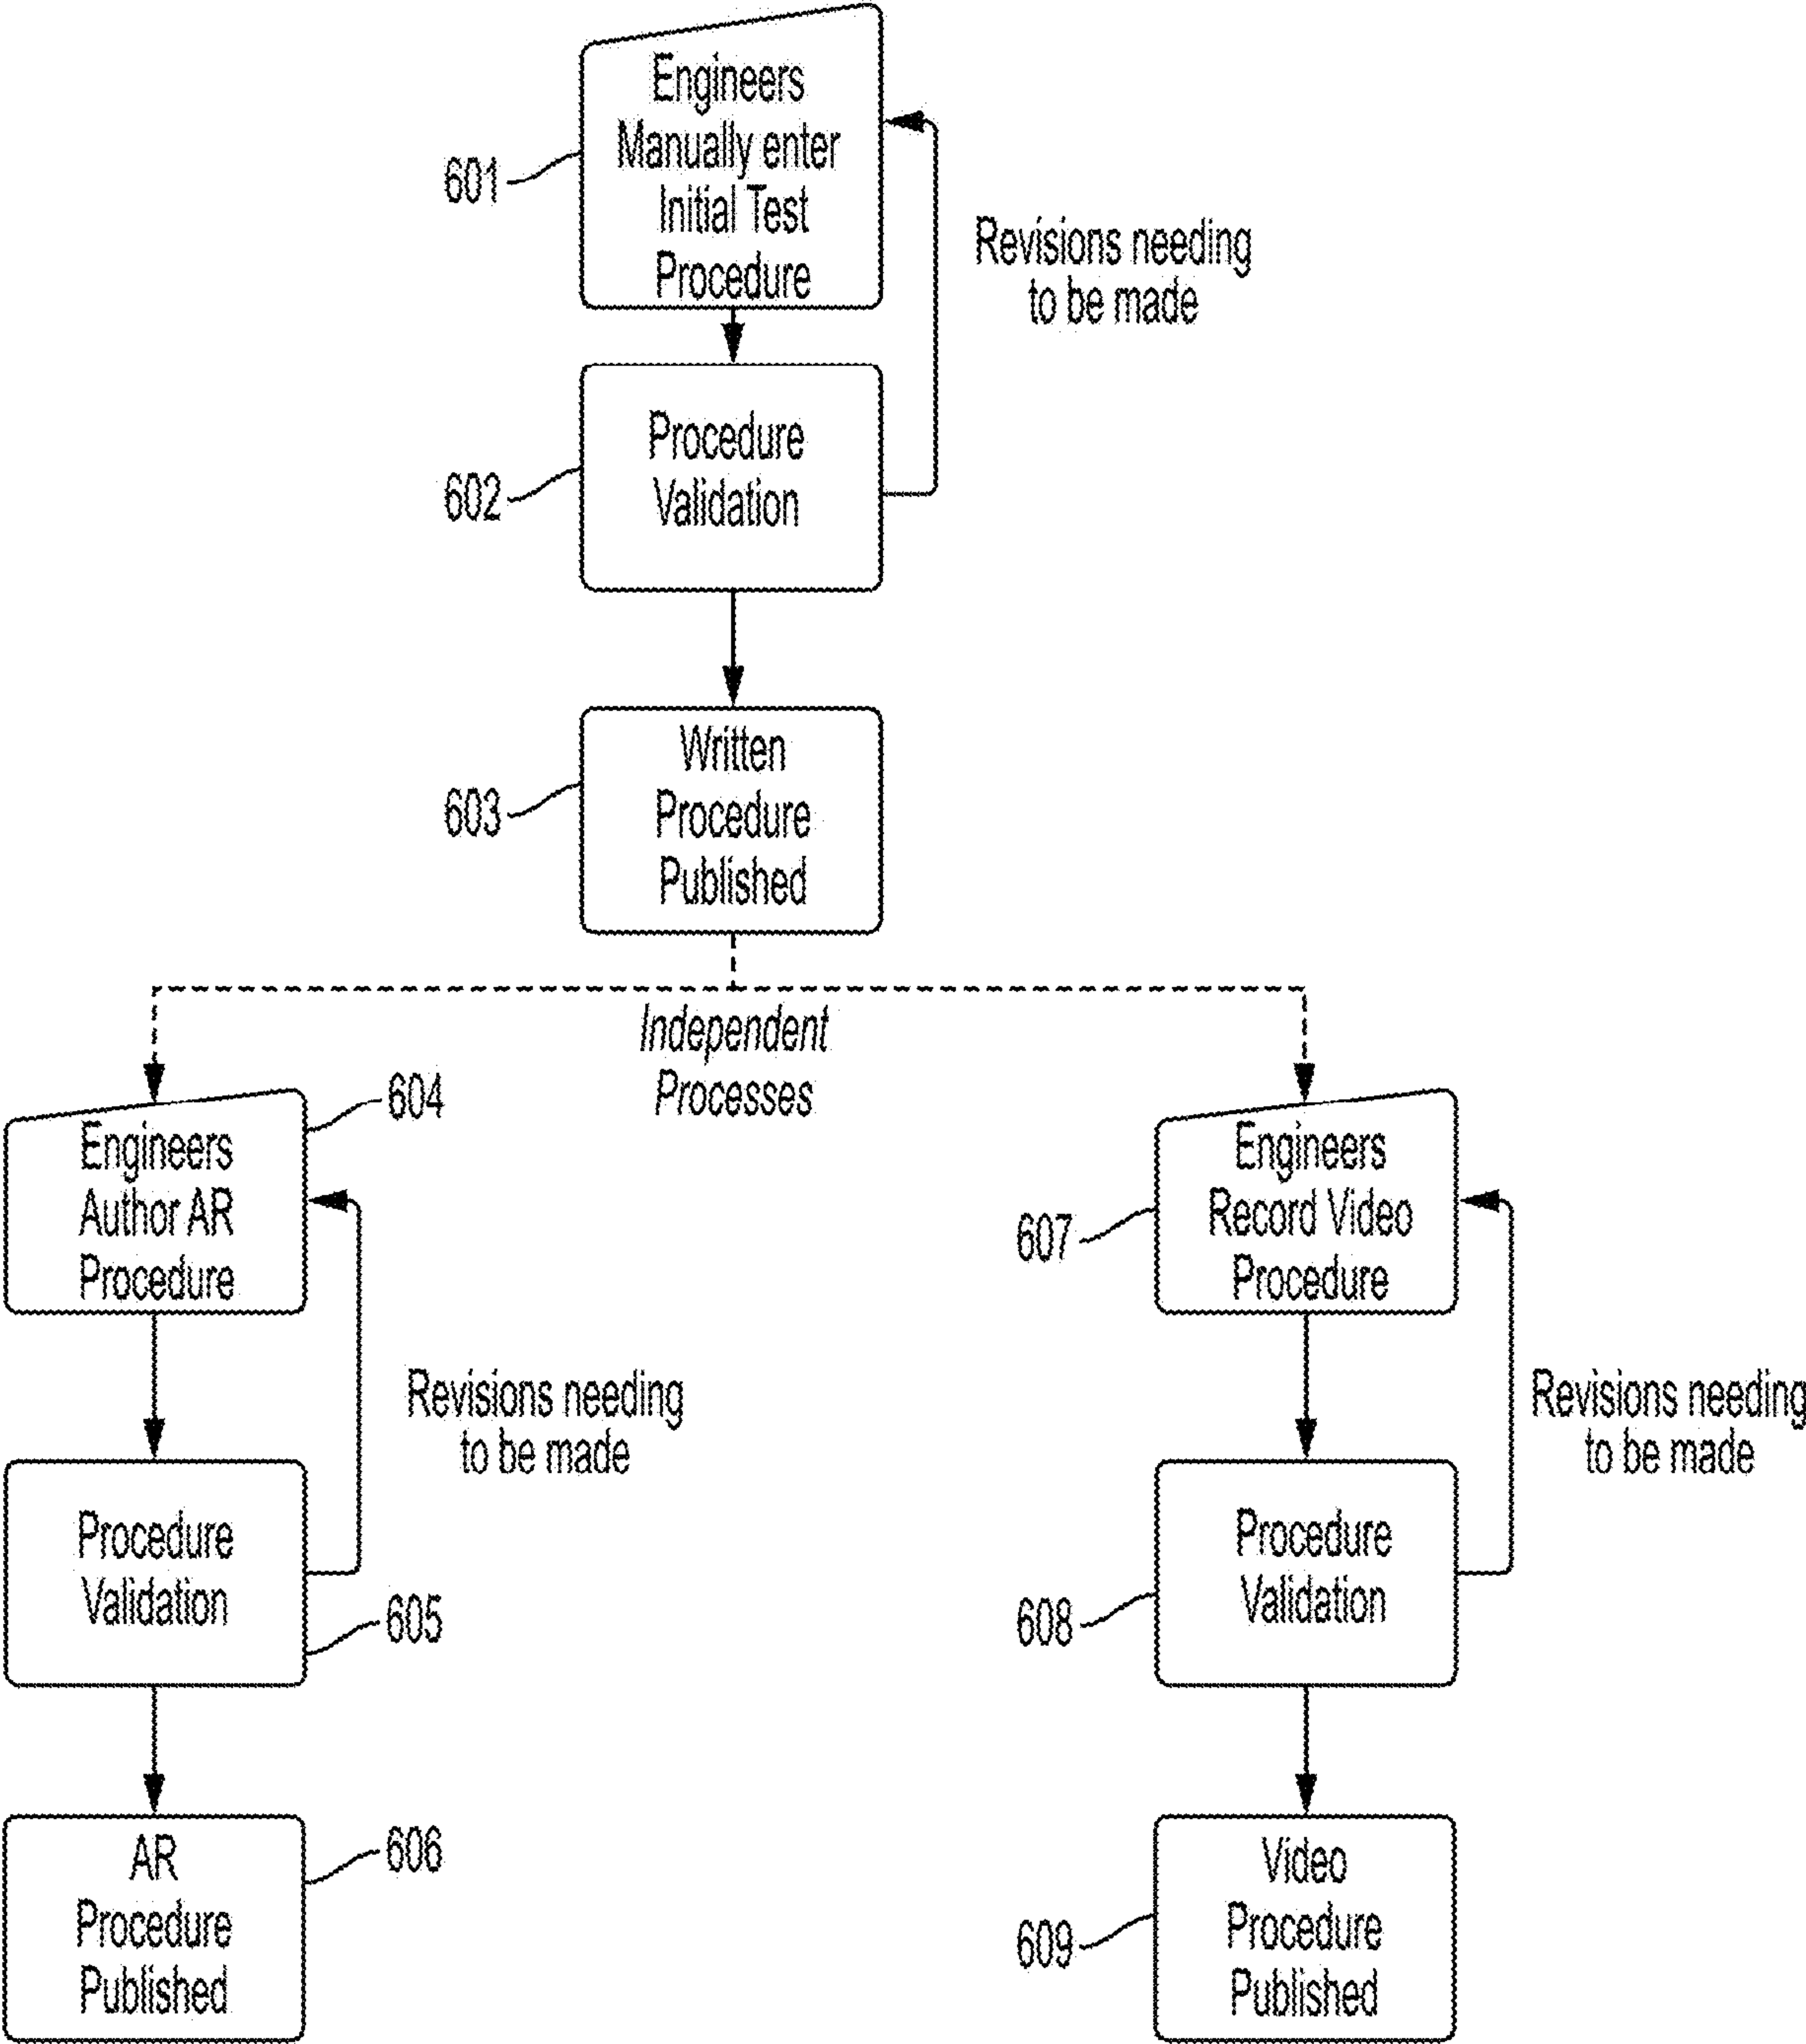 Engineers
Manually enter
Initial Test
Procedure
601
Revisions needing
to be made
Procedure
Validation
602
Written
Procedure
Published
603
Independent
Processes
604
Engineers
Author AR
Procedure
Revisions needing
to be made
Procedure
Validation
605
AR
Procedure
Published
606
Engineers
Record Video
Procedure
607
Revisions needing
to be made
Procedure
Validation
608
Video
Procedure
Published
609